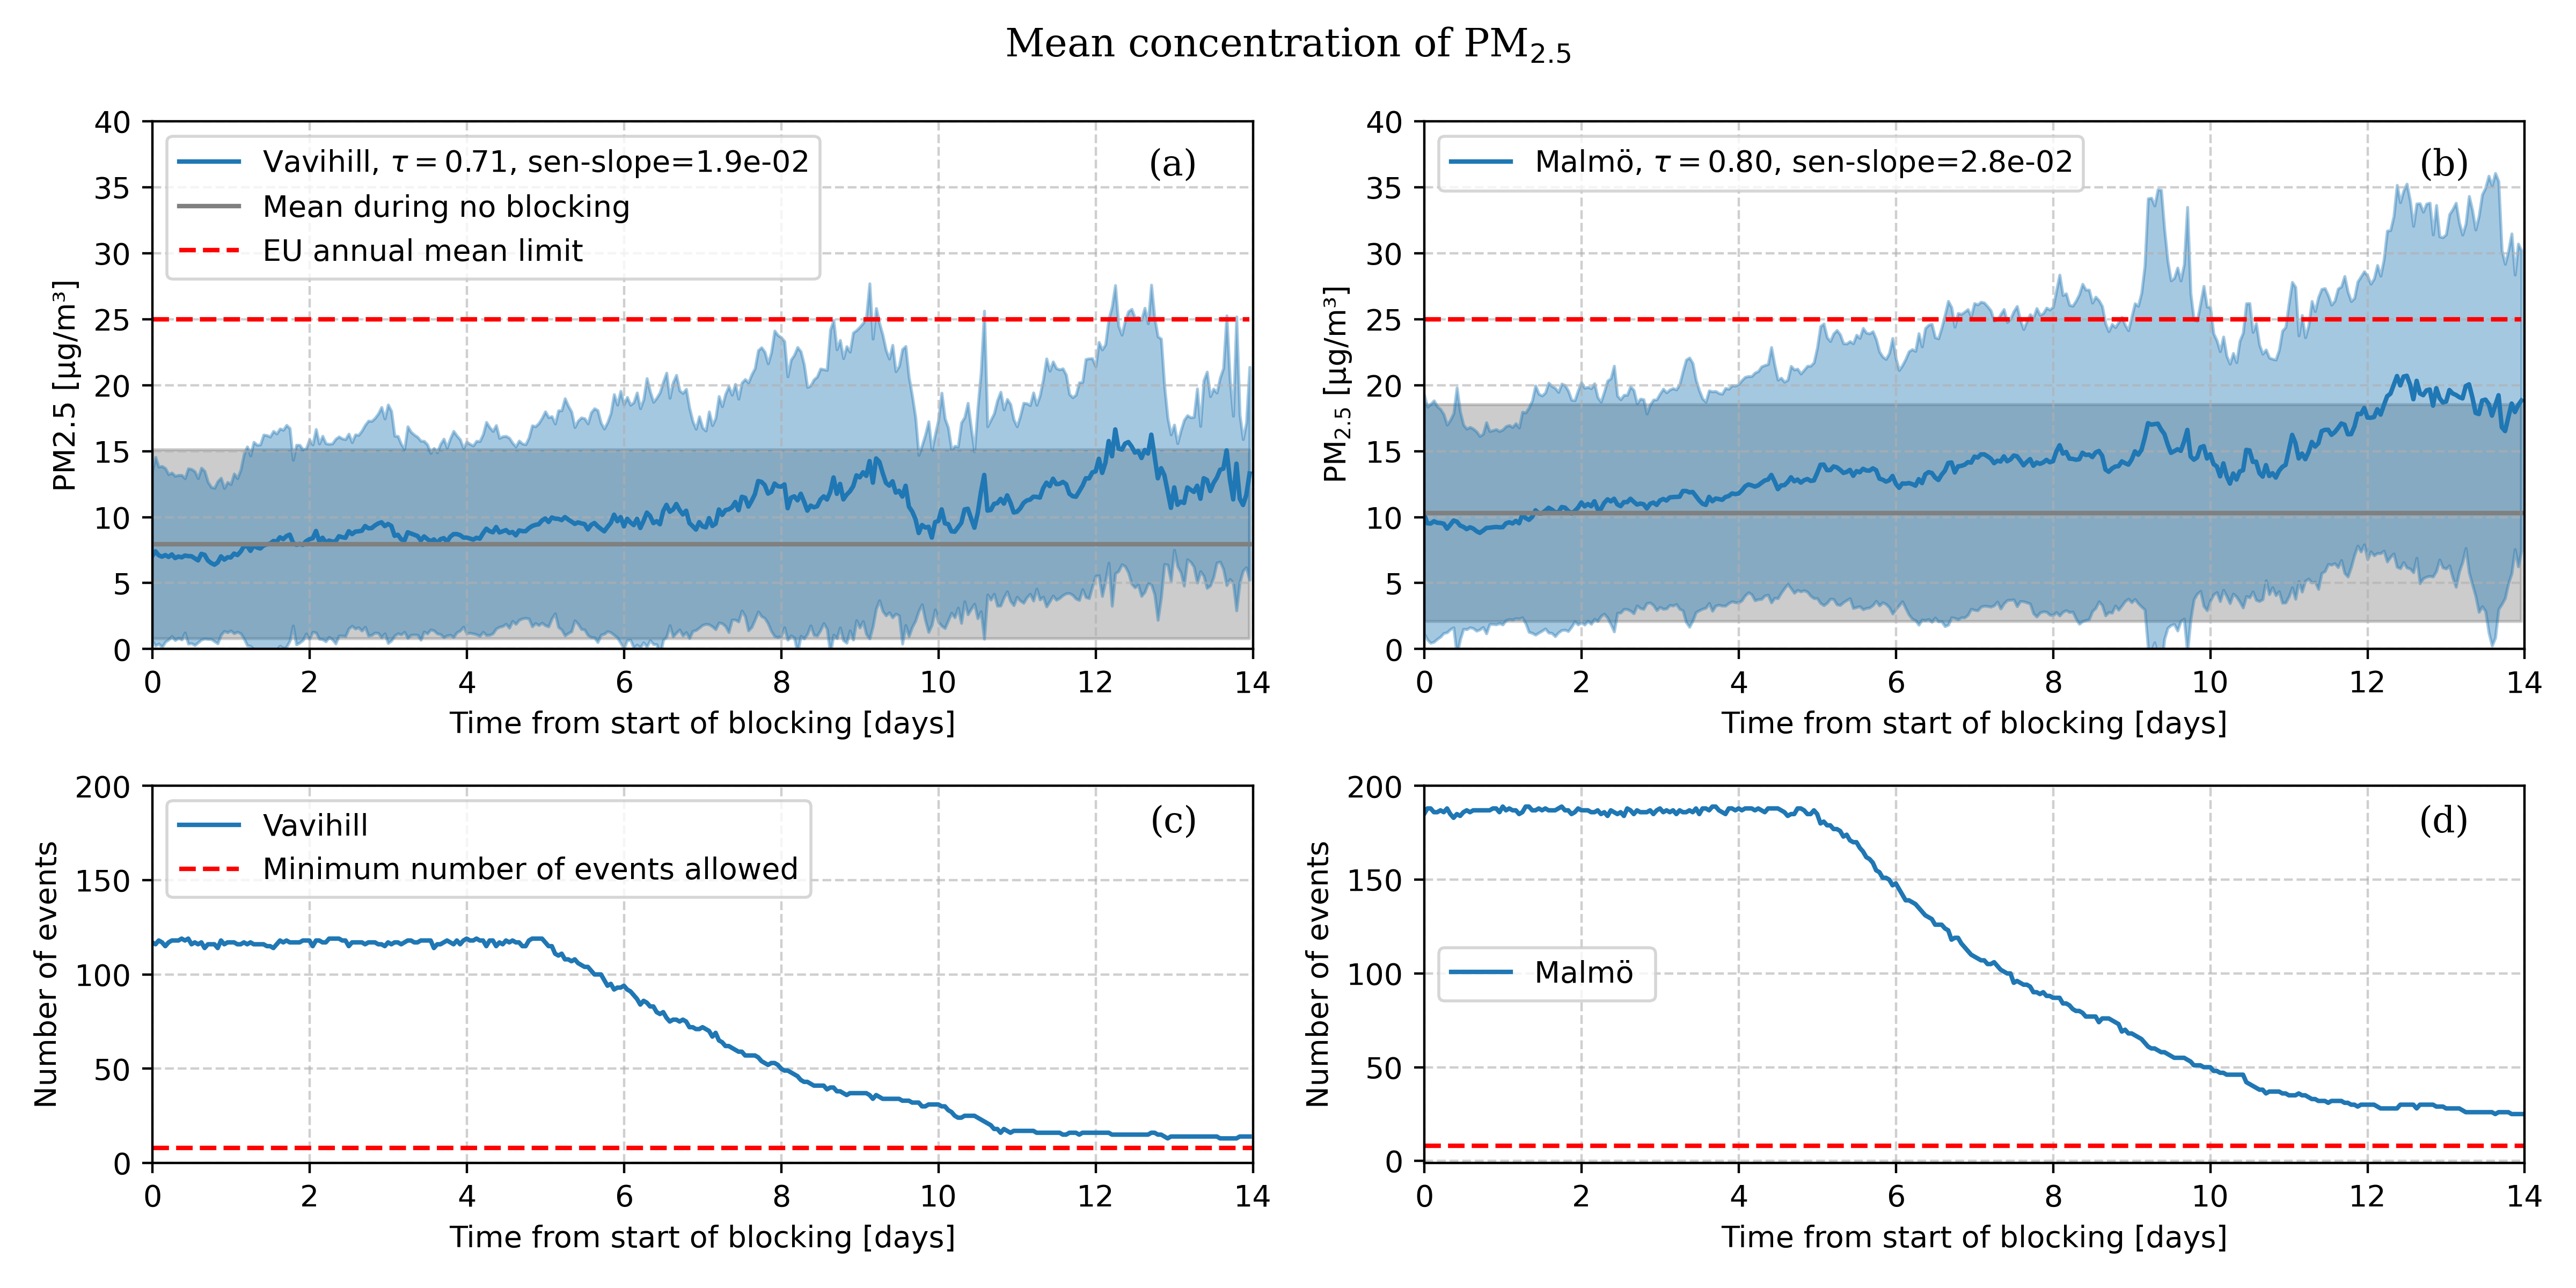 Mean concentration of PM₂.₅
40
35
30
25
20
15
10
5
0
PM2.5 [µg/m³]
Vavihill, τ = 0.71, sen-slope=1.9e-02
Mean during no blocking
EU annual mean limit
(a)
0 2 4 6 8 10 12 14
Time from start of blocking [days]
40
35
30
25
20
15
10
5
0
PM₂.₅ [µg/m³]
Malmö, τ = 0.80, sen-slope=2.8e-02
(b)
0 2 4 6 8 10 12 14
Time from start of blocking [days]
200
150
100
50
0
Number of events
Vavihill
Minimum number of events allowed
(c)
0 2 4 6 8 10 12 14
Time from start of blocking [days]
200
150
100
50
0
Number of events
Malmö
(d)
0 2 4 6 8 10 12 14
Time from start of blocking [days]